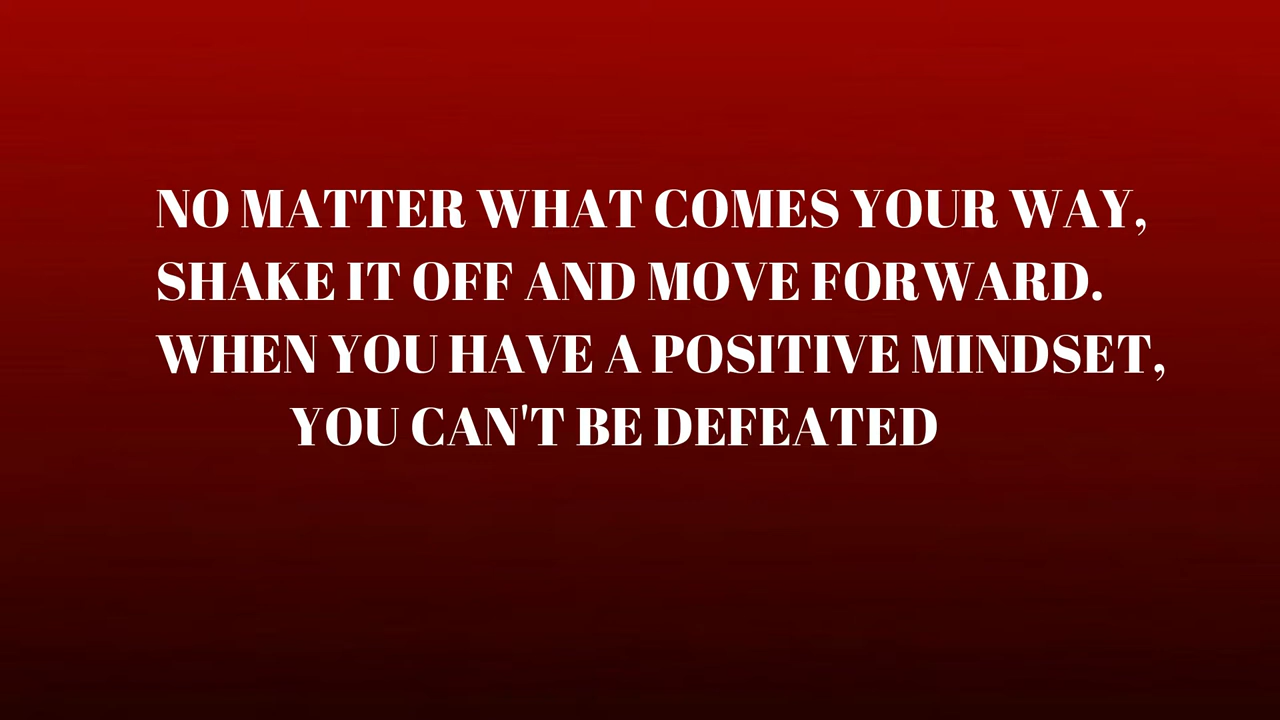 NO MATTER WHAT COMES YOUR WAY,
SHAKE IT OFF AND MOVE FORWARD.
WHEN YOU HAVE A POSITIVE MINDSET,
YOU CAN'T BE DEFEATED